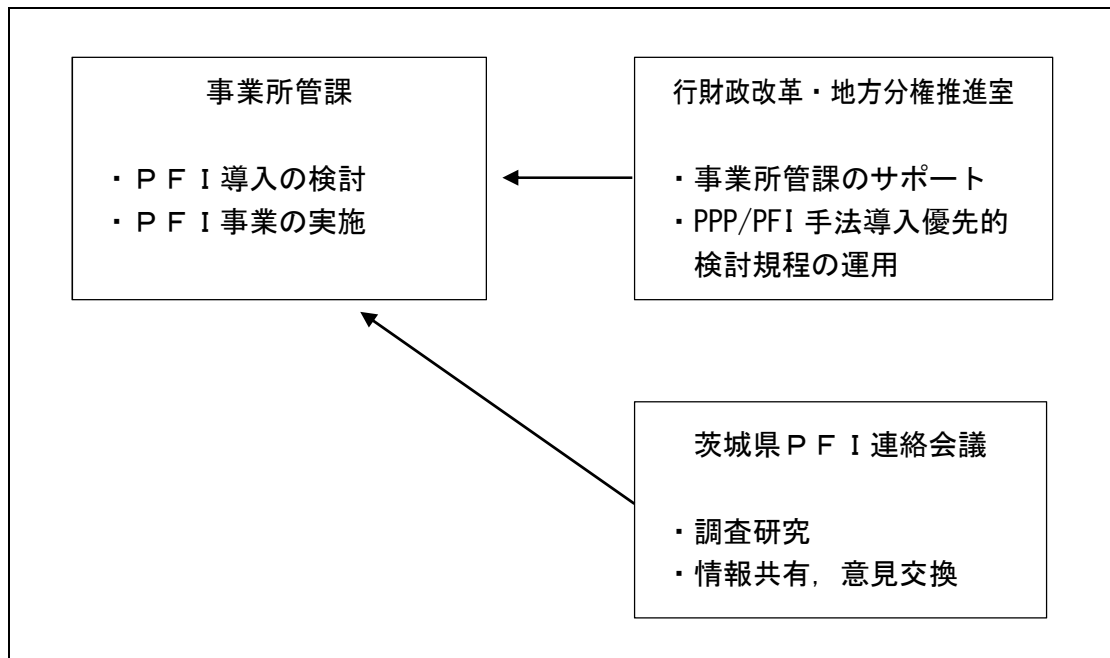 事業所管課
・ＰＦＩ導入の検討
・ＰＦＩ事業の実施
行財政改革・地方分権推進室
・事業所管課のサポート
・PPP/PFI 手法導入優先的
検討規程の運用
茨城県ＰＦＩ連絡会議
・調査研究
・情報共有，意見交換